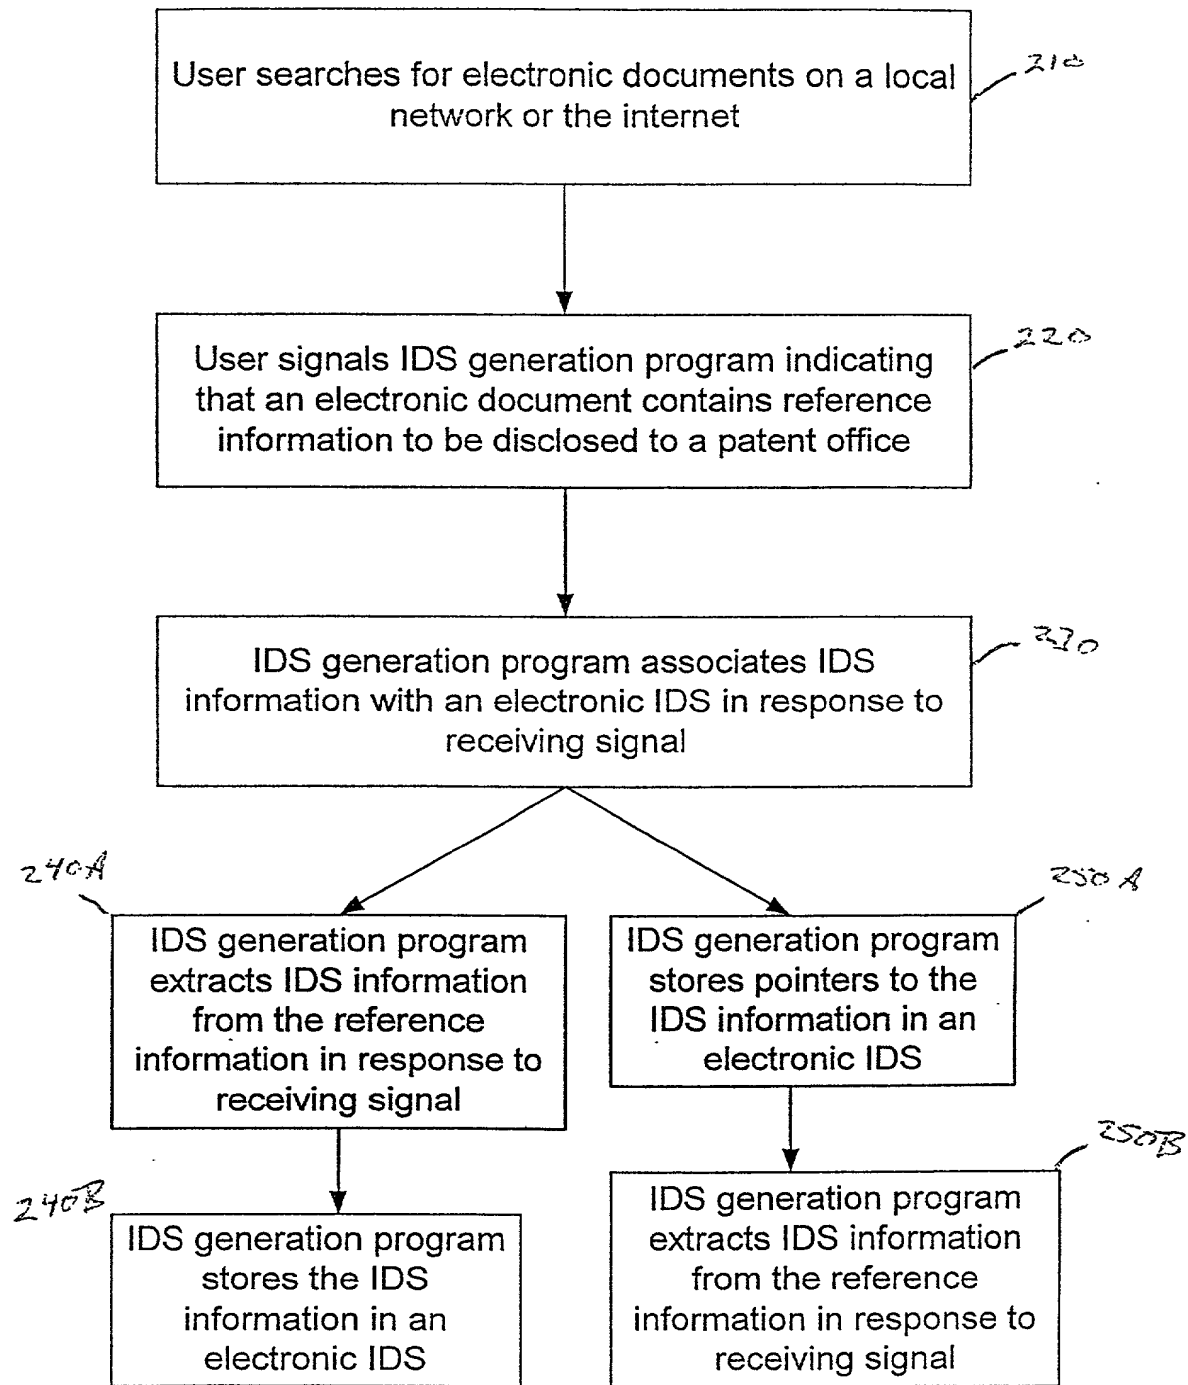 User searches for electronic documents on a local
network or the internet
210
User signals IDS generation program indicating
that an electronic document contains reference
information to be disclosed to a patent office
220
IDS generation program associates IDS
information with an electronic IDS in response to
receiving signal
230
240A
IDS generation program
extracts IDS information
from the reference
information in response to
receiving signal
250A
IDS generation program
stores pointers to the
IDS information in an
electronic IDS
240B
IDS generation program
stores the IDS
information in an
electronic IDS
250B
IDS generation program
extracts IDS information
from the reference
information in response to
receiving signal